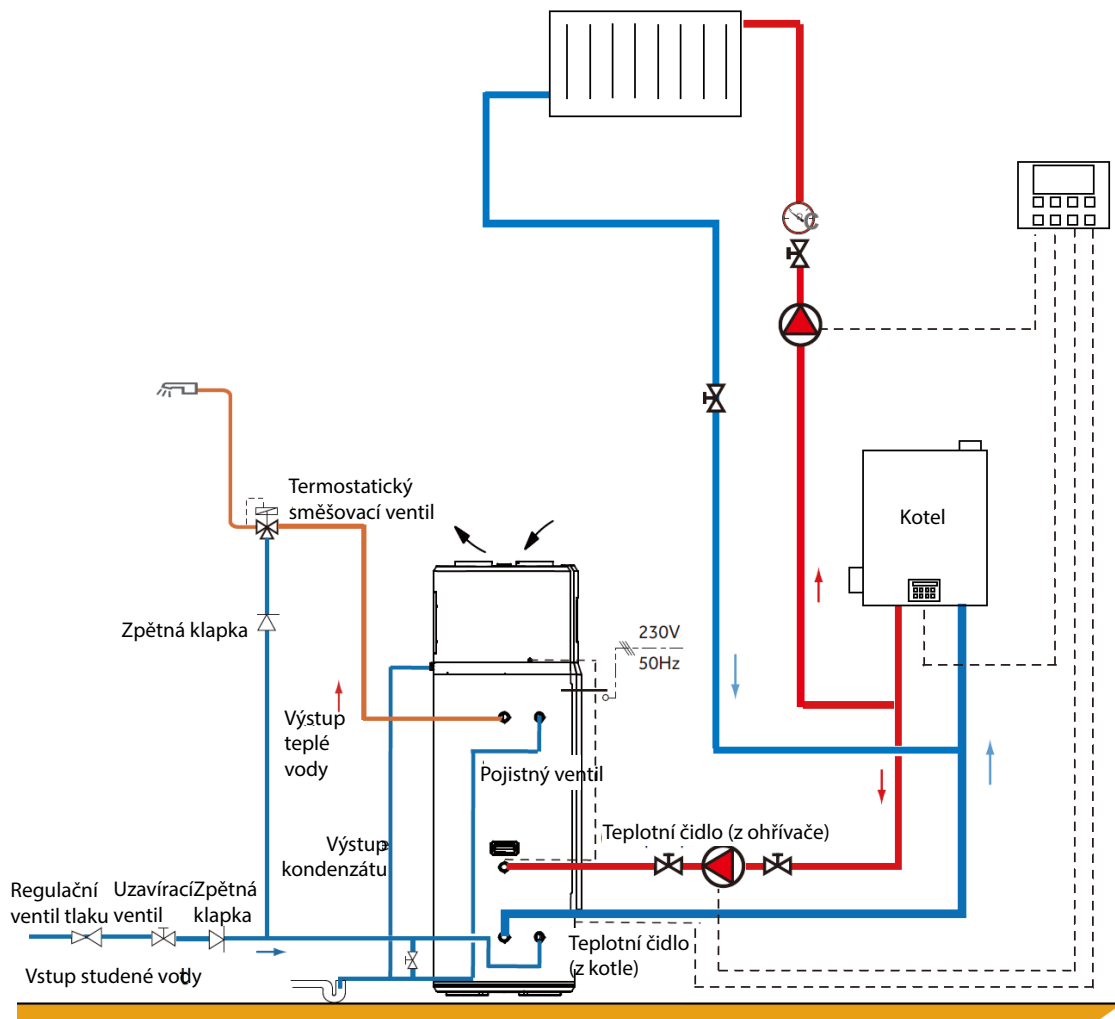 Termostatický
směšovací ventil
Kotel
Zpětná klapka
230V
50Hz
Výstup
teplé
vody
Pojistný ventil
Teplotní čidlo (z ohřívače)
Výstup
kondenzátu
Regulační
ventil tlaku
Uzavírací
ventil
Zpětná
klapka
Teplotní čidlo
(z kotle)
Vstup studené vody